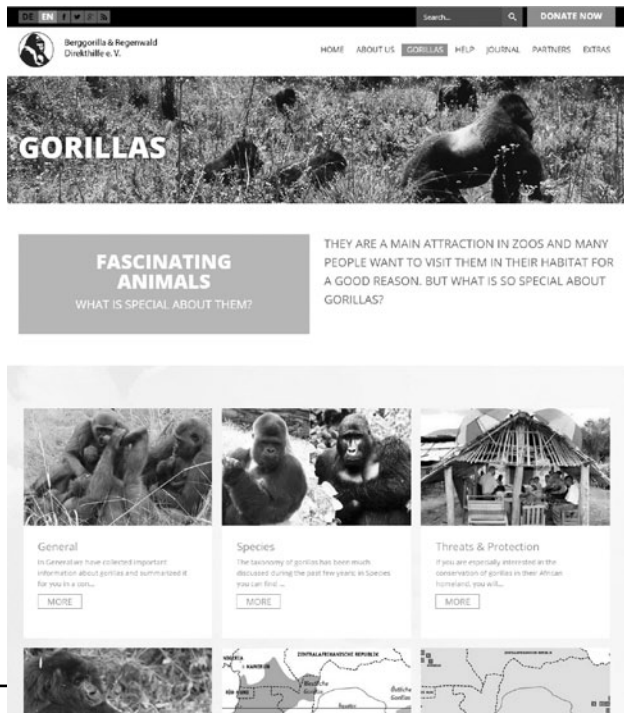 DE EN
Search...
DONATE NOW
Berggorilla & Regenwald
Direkthilfe e. V.
HOME ABOUT US GORILLAS HELP JOURNAL PARTNERS EXTRAS
GORILLAS
FASCINATING
ANIMALS
WHAT IS SPECIAL ABOUT THEM?
THEY ARE A MAIN ATTRACTION IN ZOOS AND MANY
PEOPLE WANT TO VISIT THEM IN THEIR HABITAT FOR
A GOOD REASON. BUT WHAT IS SO SPECIAL ABOUT
GORILLAS?
General
In General we have collected important
information about gorillas and summarized it
for you in a con...
MORE
Species
The taxonomy of gorillas has been much
discussed during the past few years; in Species
you can find ...
MORE
Threats & Protection
If you are especially interested in the
conservation of gorillas in their African
homeland, you will...
MORE
ZENTRALAFRIKANISCHE REPUBLIK
KAMERUN
Westliche
Gorillas
Östliche
Gorillas